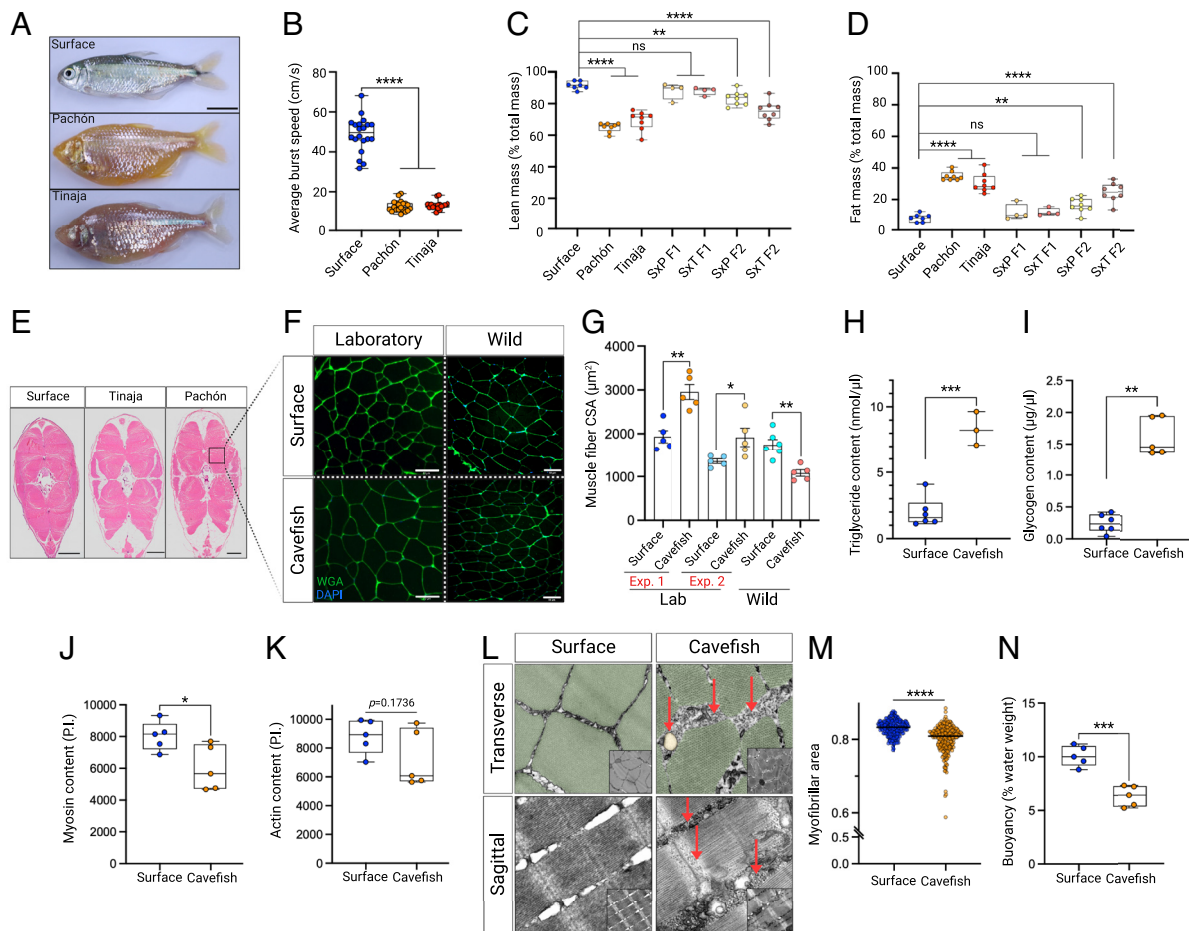 A
Surface
Pachón
Tinaja
B
Average burst speed (cm/s)
80
60
40
20
0
****
Surface
Pachón
Tinaja
C
Lean mass (% total mass)
100
80
60
40
20
0
****
**
ns
****
Surface
Pachón
Tinaja
SxP F1
SxT F1
SxP F2
SxT F2
D
Fat mass (% total mass)
100
80
60
40
20
0
****
**
ns
****
Surface
Pachón
Tinaja
SxP F1
SxT F1
SxP F2
SxT F2
E
Surface
Tinaja
Pachón
F
Laboratory
Wild
Surface
Cavefish
WGA
DAPI
G
Muscle fiber CSA (μm²)
4000
3000
2000
1000
0
**
*
**
Surface
Cavefish
Surface
Cavefish
Surface
Cavefish
Exp. 1
Exp. 2
Lab
Wild
H
Triglyceride content (nmol/μl)
15
10
5
0
***
Surface Cavefish
I
Glycogen content (μg/μl)
2.5
2.0
1.5
1.0
0.5
0.0
**
Surface Cavefish
J
Myosin content (P.I.)
10000
8000
6000
4000
2000
0
*
Surface Cavefish
K
Actin content (P.I.)
10000
8000
6000
4000
2000
0
p=0.1736
Surface Cavefish
L
Surface
Cavefish
Transverse
Sagittal
M
Myofibrillar area
0.8
0.6
0.5
0.0
****
Surface Cavefish
N
Buoyancy (% water weight)
15
10
5
0
***
Surface Cavefish